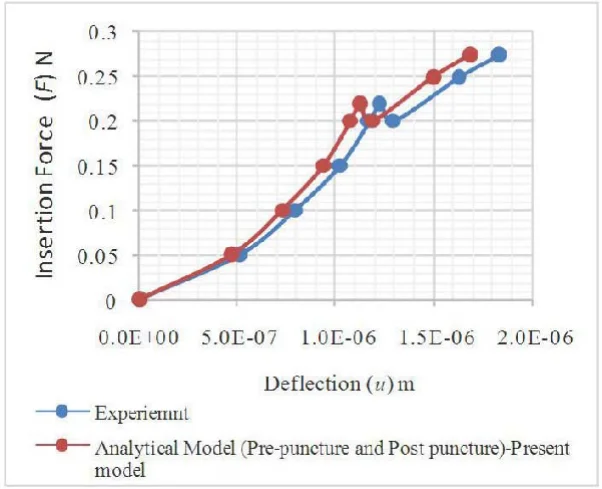 0.3
0.25
0.2
0.15
0.1
0.05
0
Insertion Force (F) N
0.0E+00 5.0E-07 1.0E-06 1.5E-06 2.0E-06
Deflection (u) m
Experiemnt
Analytical Model (Pre-puncture and Post puncture)-Present
model